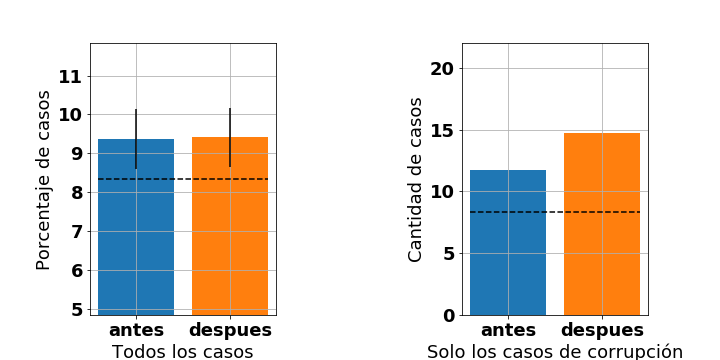 Porcentaje de casos
11
10
9
8
7
6
5
antes despues
Todos los casos
Cantidad de casos
20
15
10
5
0
antes despues
Solo los casos de corrupción